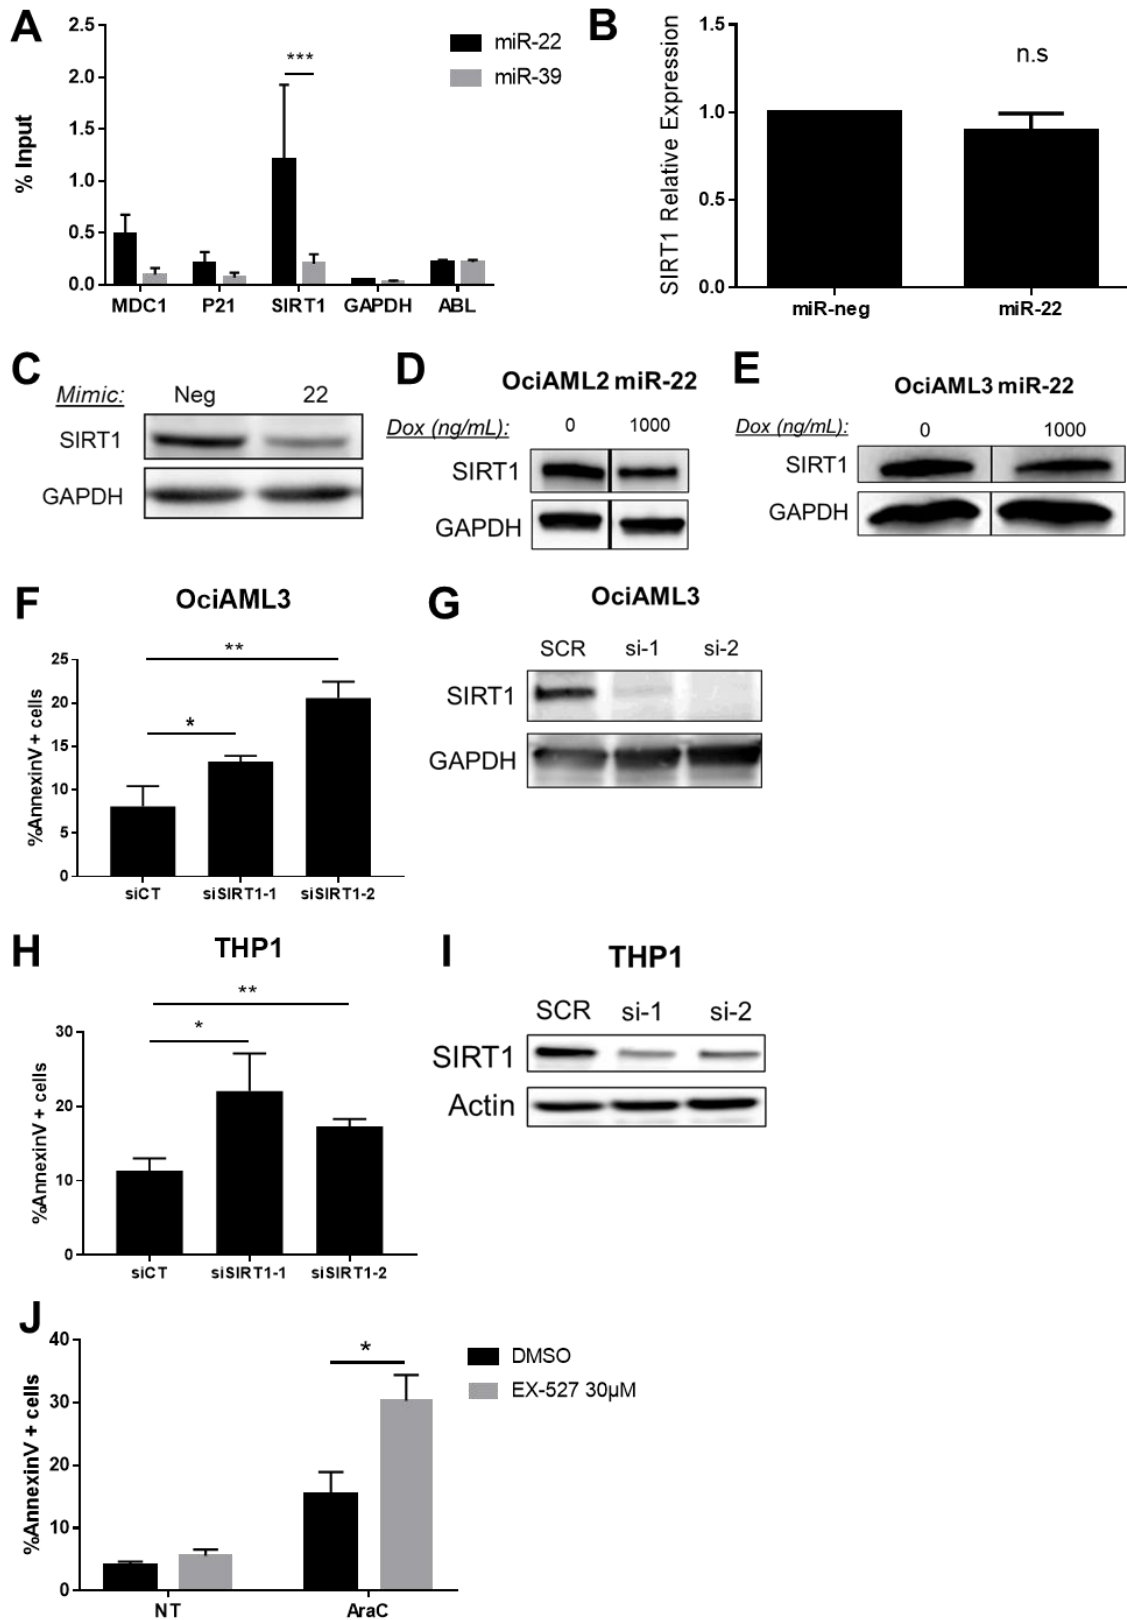 A
2.5
2.0
1.5
1.0
0.5
0.0
% Input
***
miR-22
miR-39
MDC1 P21 SIRT1 GAPDH ABL
B
1.5
1.0
0.5
0.0
SIRT1 Relative Expression
n.s
miR-neg miR-22
C
Mimic: Neg 22
SIRT1
GAPDH
D
OciAML2 miR-22
Dox (ng/mL): 0 1000
SIRT1
GAPDH
E
OciAML3 miR-22
Dox (ng/mL): 0 1000
SIRT1
GAPDH
F
OciAML3
25
20
15
10
5
0
%AnnexinV + cells
**
*
siCT siSIRT1-1 siSIRT1-2
G
OciAML3
SCR si-1 si-2
SIRT1
GAPDH
H
THP1
30
20
10
0
%AnnexinV + cells
**
*
siCT siSIRT1-1 siSIRT1-2
I
THP1
SCR si-1 si-2
SIRT1
Actin
J
40
30
20
10
0
%AnnexinV + cells
*
DMSO
EX-527 30µM
NT AraC